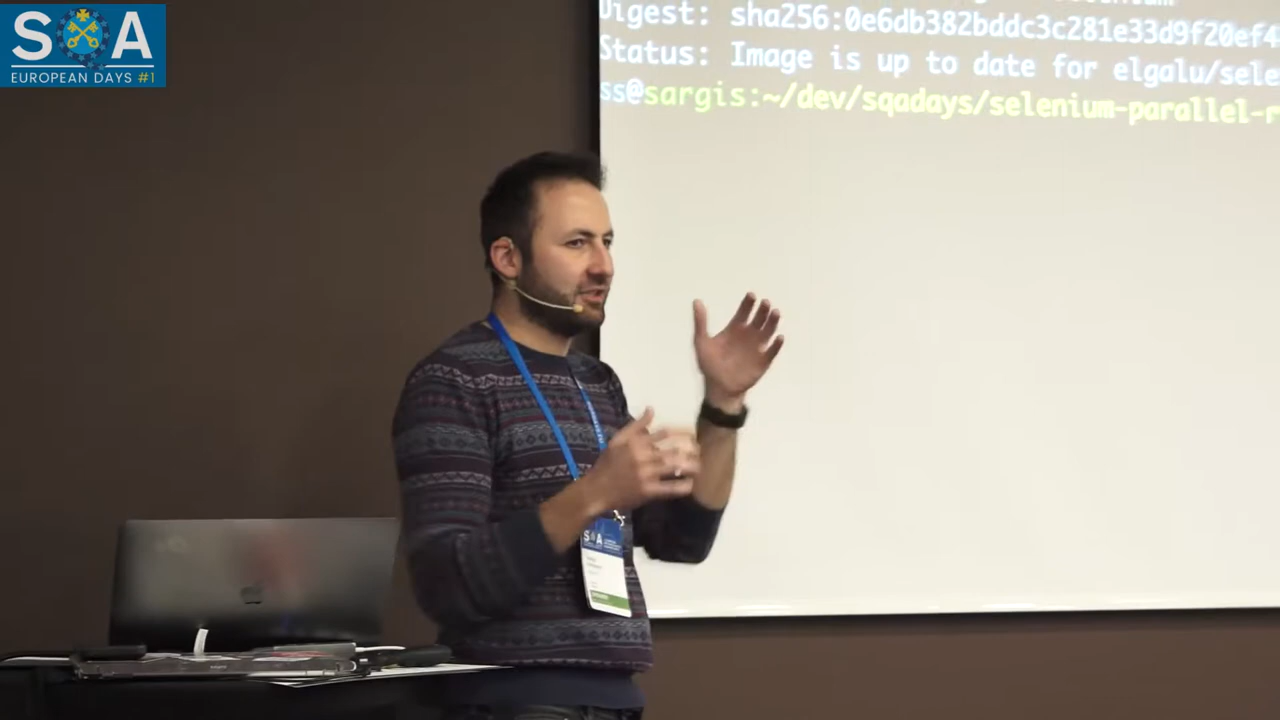 SQA
EUROPEAN DAYS #1
Digest: sha256:0e6db382bddc3c281e33d9f20ef4
Status: Image is up to date for elgalu/sele
ss@sargis:~/dev/sqadays/selenium-parallel-r
SQA